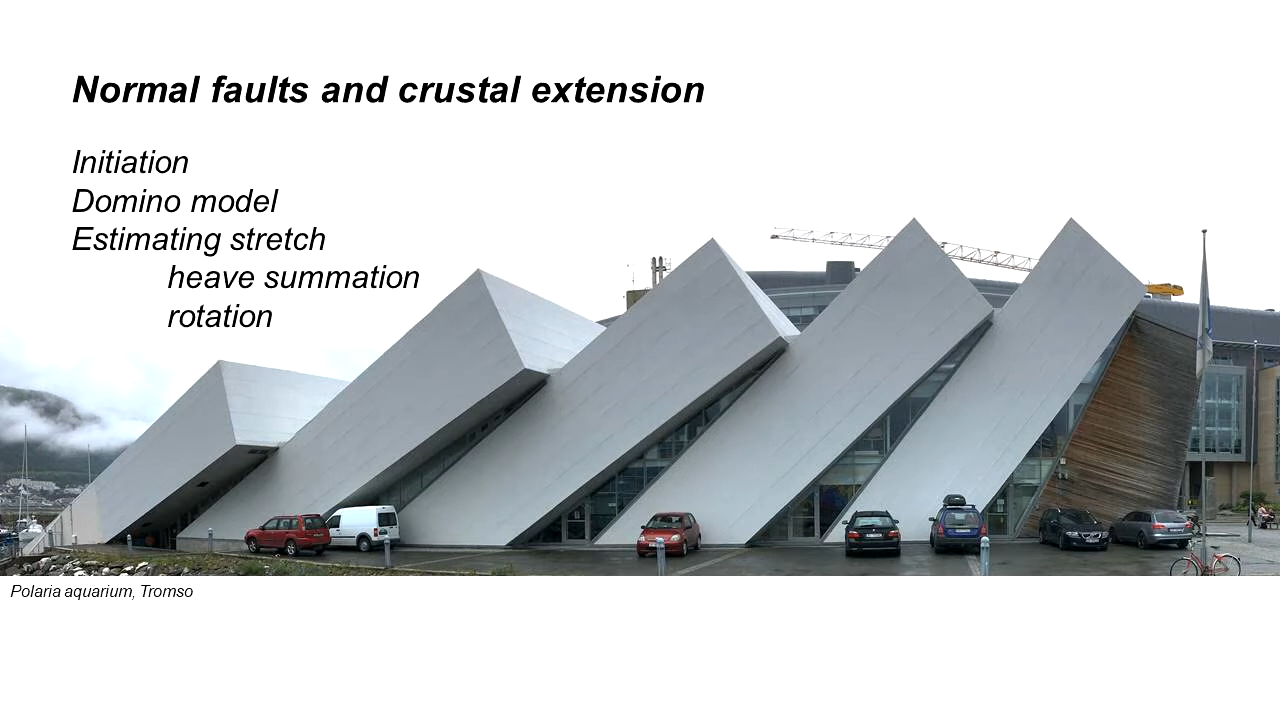 Normal faults and crustal extension
Initiation
Domino model
Estimating stretch
heave summation
rotation
Polaria aquarium, Tromso